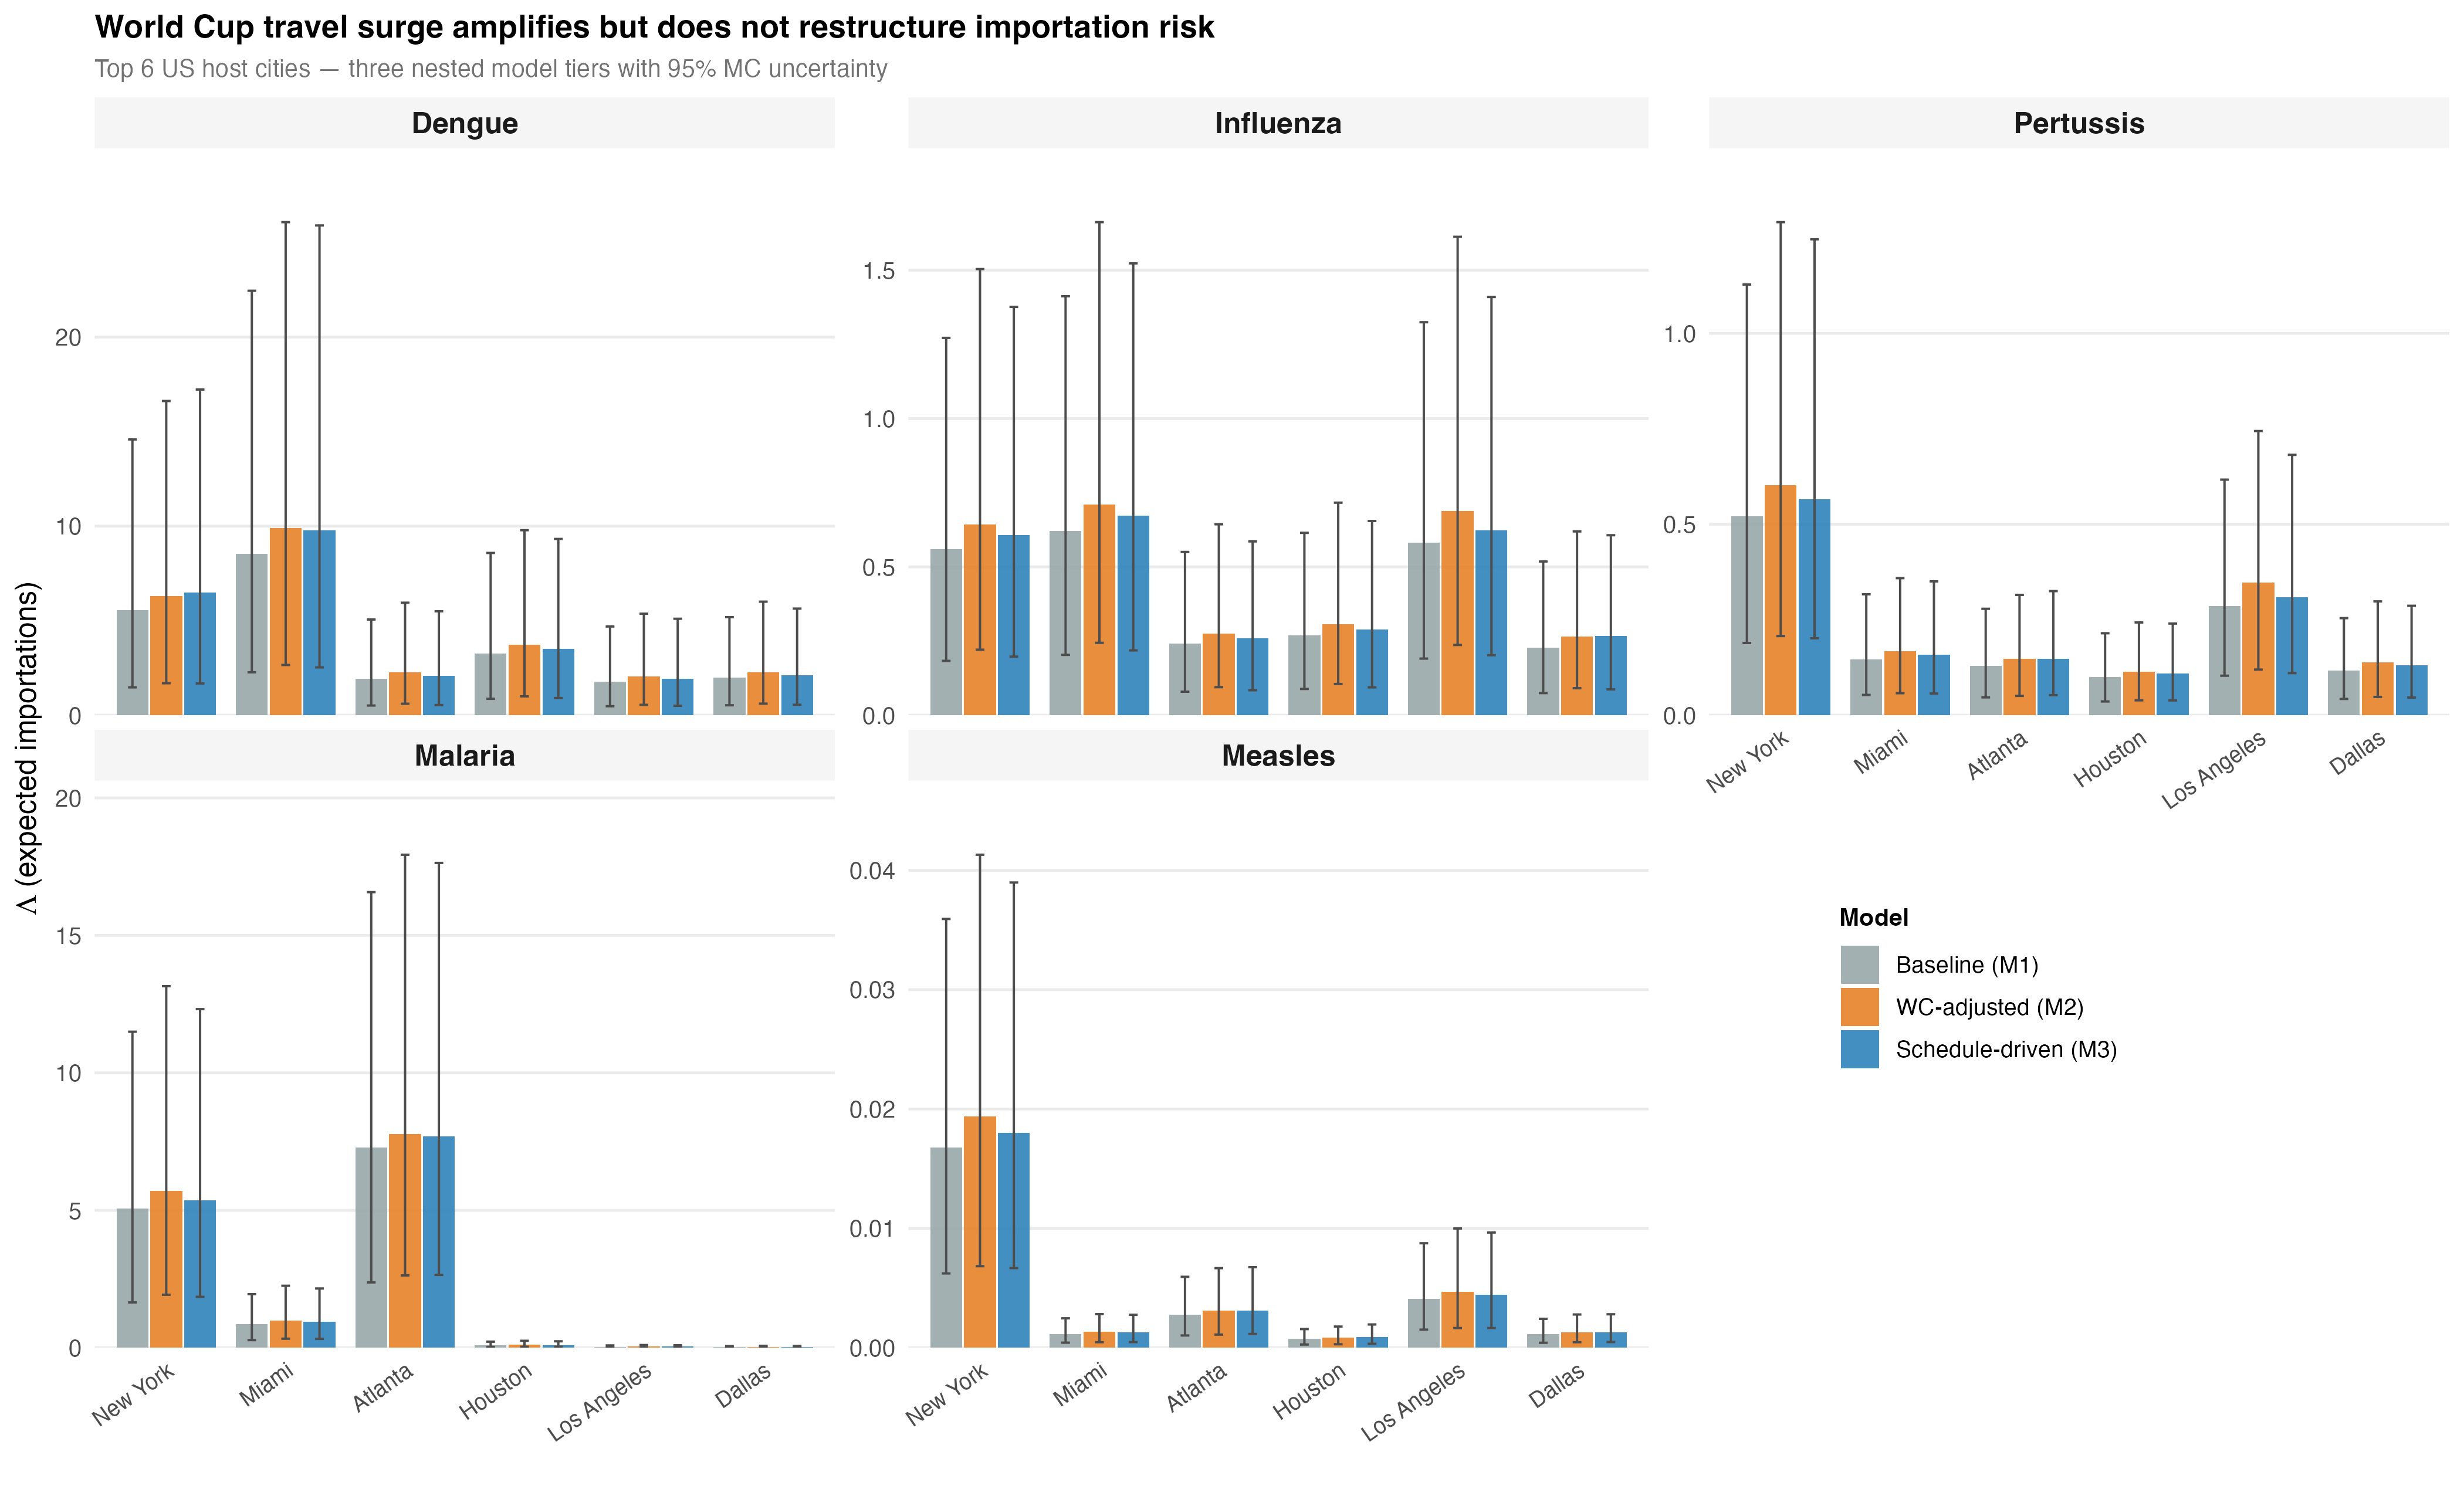 World Cup travel surge amplifies but does not restructure importation risk
Top 6 US host cities — three nested model tiers with 95% MC uncertainty
Dengue
Influenza
Pertussis
20
10
0
1.5
1.0
0.5
0.0
1.0
0.5
0.0
New York
Miami
Atlanta
Houston
Los Angeles
Dallas
Λ (expected importations)
Malaria
Measles
20
15
10
5
0
0.04
0.03
0.02
0.01
0.00
New York
Miami
Atlanta
Houston
Los Angeles
Dallas
New York
Miami
Atlanta
Houston
Los Angeles
Dallas
Model
Baseline (M1)
WC-adjusted (M2)
Schedule-driven (M3)